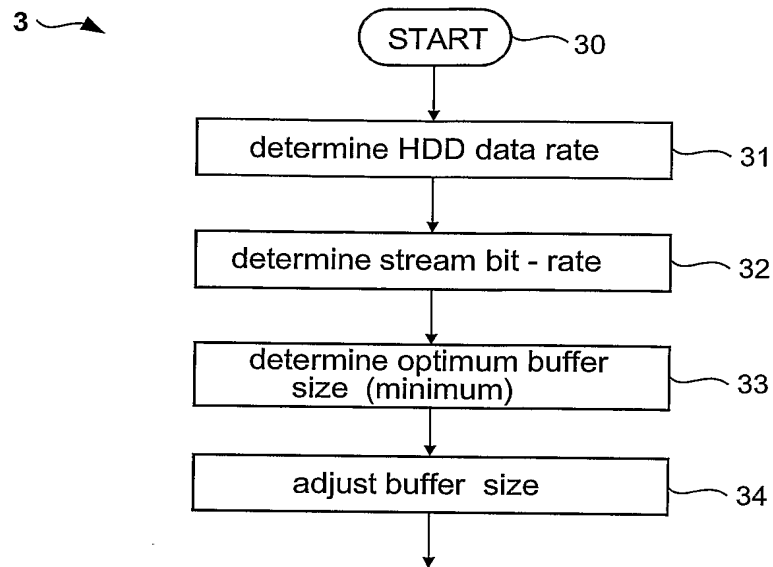 3
START
30
determine HDD data rate
31
determine stream bit - rate
32
determine optimum buffer
size (minimum)
33
adjust buffer size
34